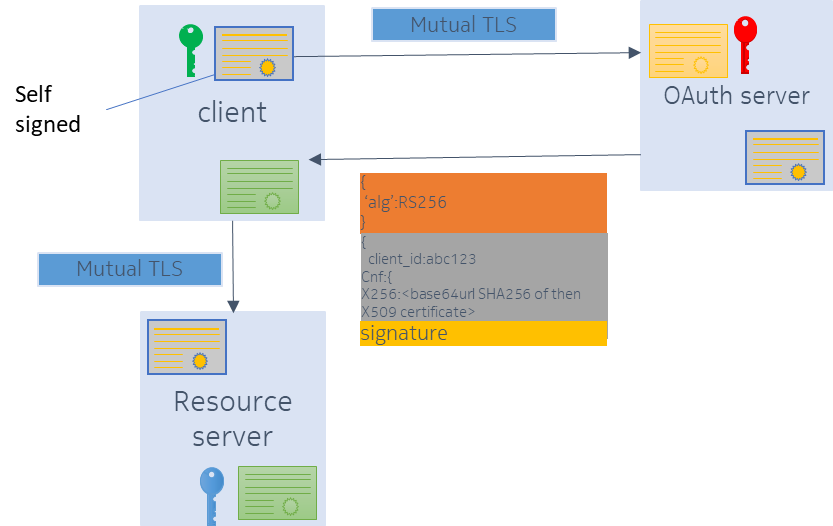 Mutual TLS
Self
signed
client
OAuth server
{
‘alg’:RS256
}
{
client_id:abc123
Cnf:{
X256:<base64url SHA256 of then
X509 certificate>
signature
Mutual TLS
Resource
server